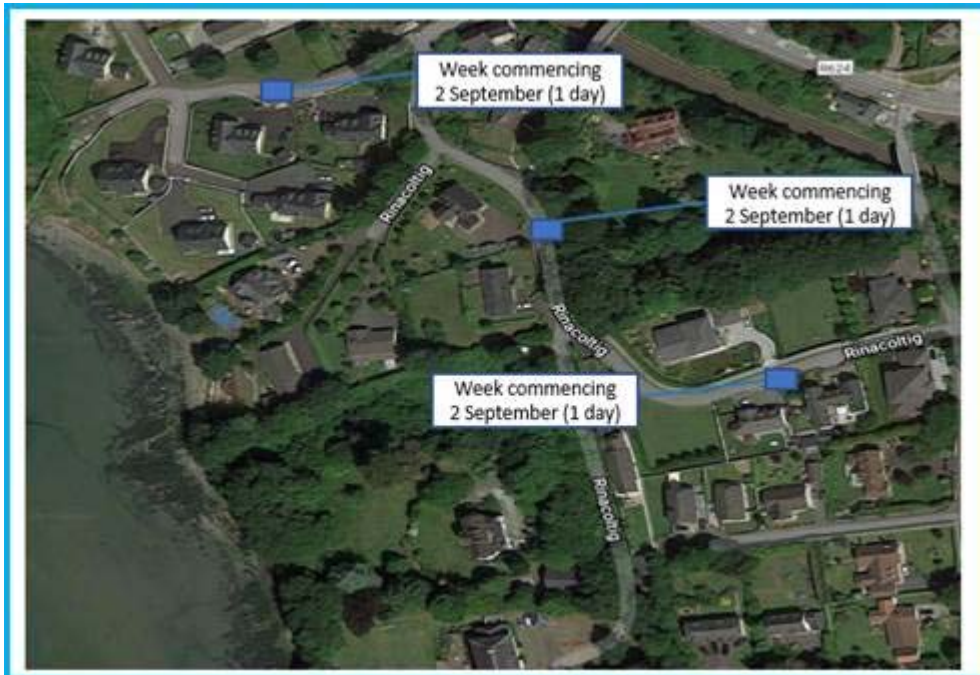 Week commencing
2 September (1 day)
R624
Week commencing
2 September (1 day)
Rinacoltig
Rinacoltig
Rinacoltig
Week commencing
2 September (1 day)
Rinacoltig